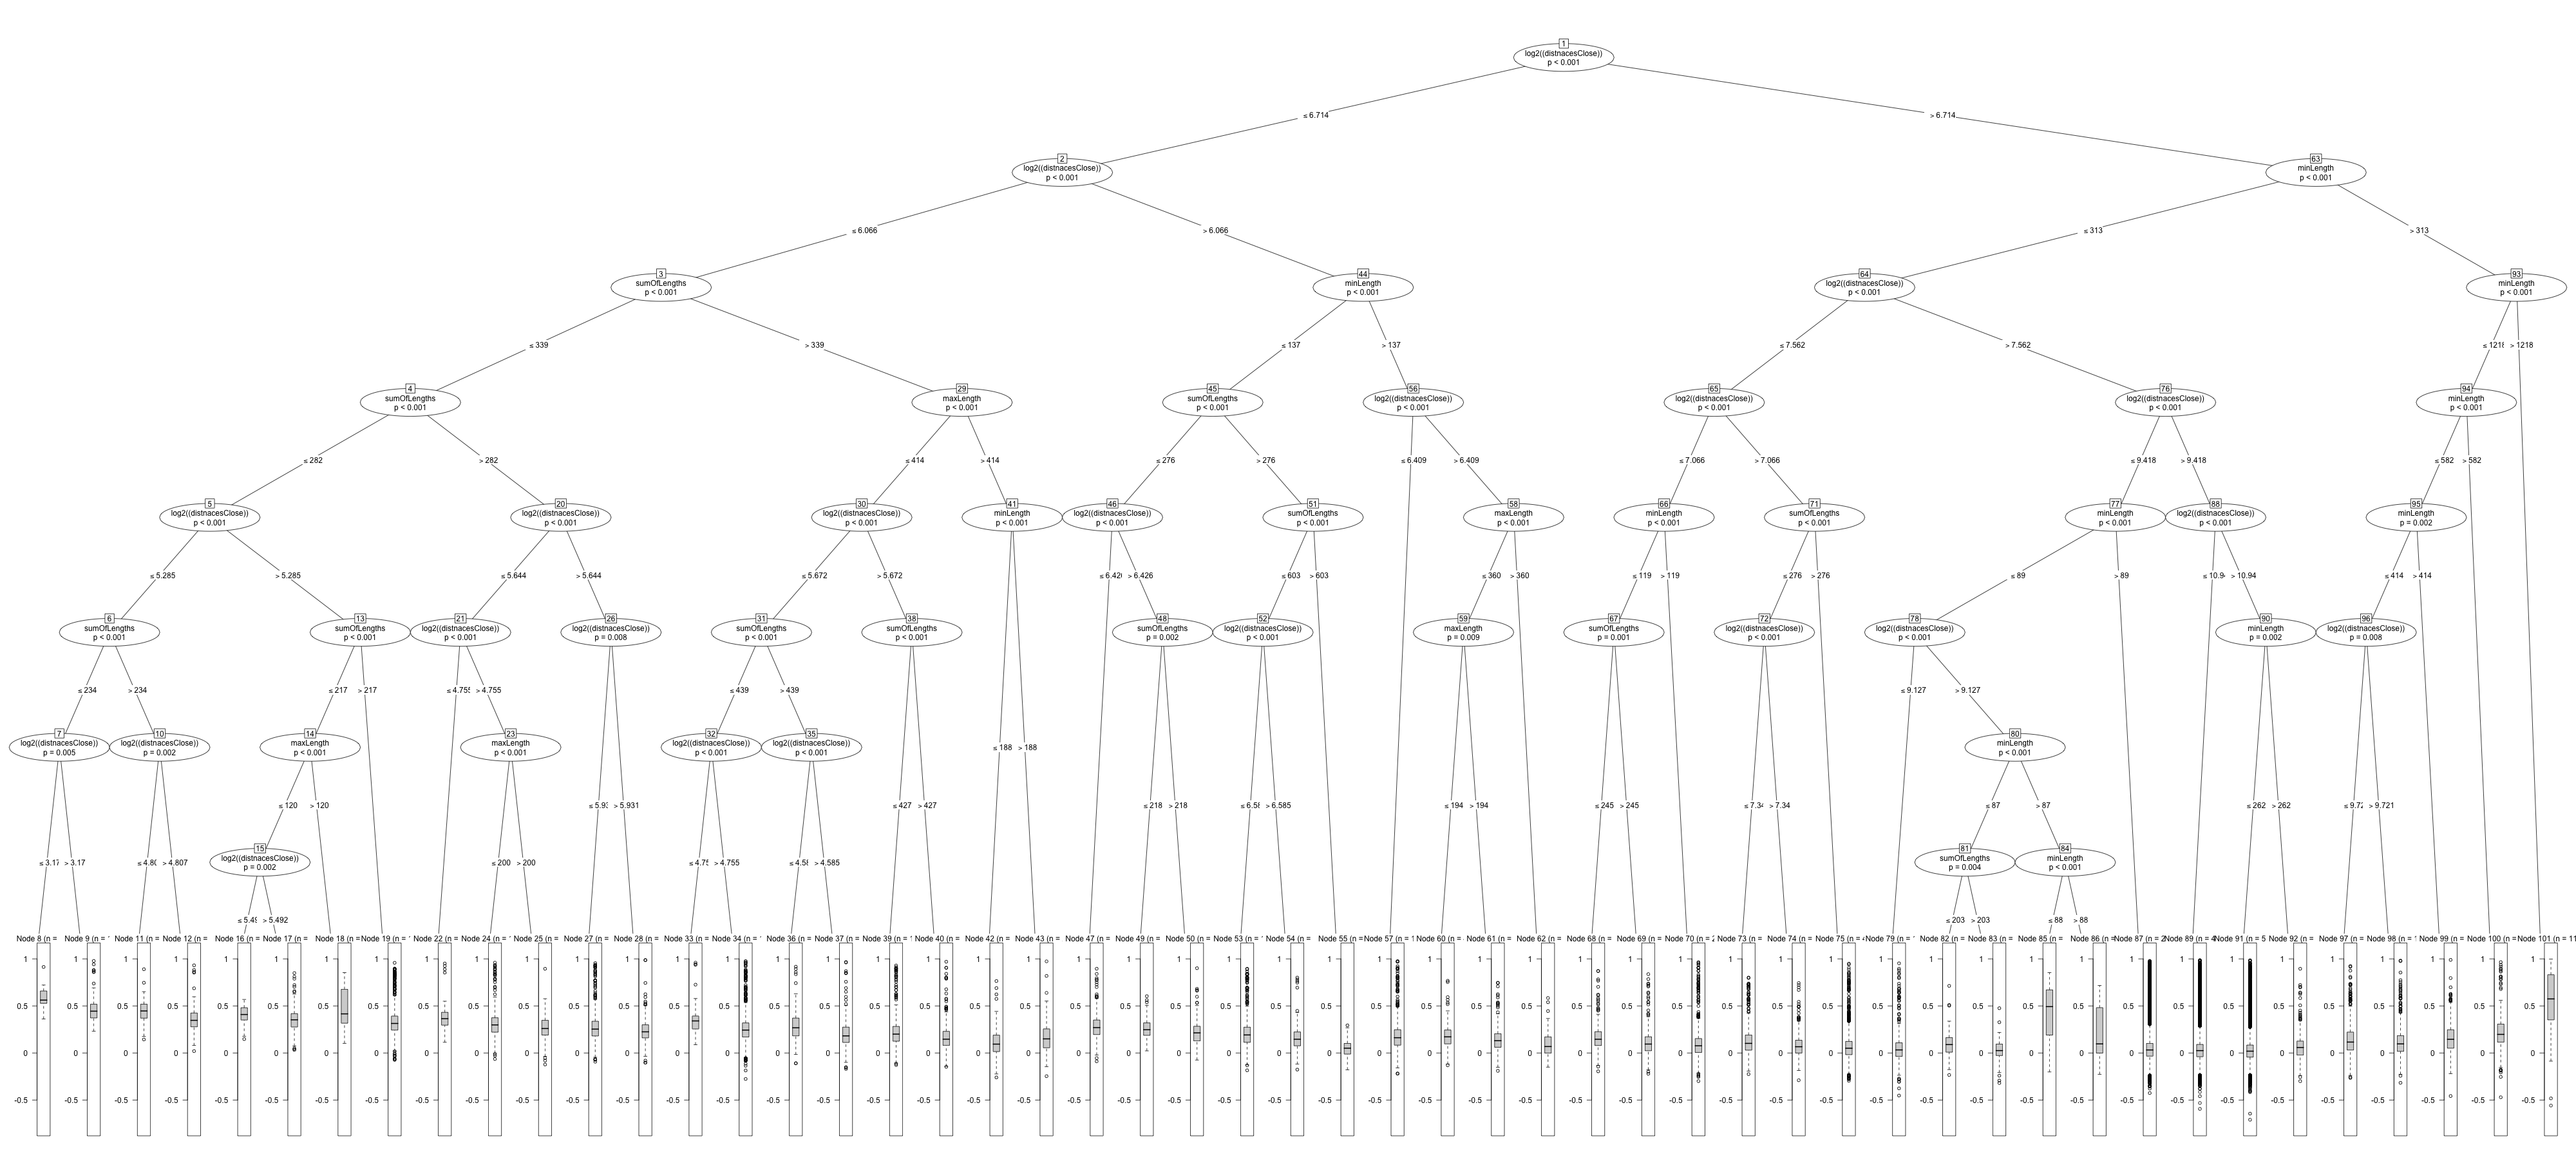 1
log2((distnacesClose))
p < 0.001
≤ 6.714
> 6.714
2
log2((distnacesClose))
p < 0.001
63
minLength
p < 0.001
≤ 6.066
> 6.066
≤ 313
> 313
3
sumOfLengths
p < 0.001
44
minLength
p < 0.001
64
log2((distnacesClose))
p < 0.001
93
minLength
p < 0.001
≤ 339
> 339
≤ 137
> 137
≤ 7.562
> 7.562
≤ 1218
> 1218
4
sumOfLengths
p < 0.001
29
maxLength
p < 0.001
45
sumOfLengths
p < 0.001
56
log2((distnacesClose))
p < 0.001
65
log2((distnacesClose))
p < 0.001
76
log2((distnacesClose))
p < 0.001
94
minLength
p < 0.001
≤ 282
> 282
≤ 414
> 414
≤ 276
> 276
≤ 6.409
> 6.409
≤ 7.066
> 7.066
≤ 9.418
> 9.418
≤ 582
> 582
5
log2((distnacesClose))
p < 0.001
20
log2((distnacesClose))
p < 0.001
30
log2((distnacesClose))
p < 0.001
41
minLength
p < 0.001
46
log2((distnacesClose))
p < 0.001
51
sumOfLengths
p < 0.001
58
maxLength
p < 0.001
66
minLength
p < 0.001
71
sumOfLengths
p < 0.001
77
minLength
p < 0.001
88
log2((distnacesClose))
p < 0.001
95
minLength
p = 0.002
≤ 5.285
> 5.285
≤ 5.644
> 5.644
≤ 5.672
> 5.672
≤ 6.426
> 6.426
≤ 603
> 603
≤ 360
> 360
≤ 119
> 119
≤ 276
> 276
≤ 89
> 89
≤ 10.94
> 10.94
≤ 414
> 414
6
sumOfLengths
p < 0.001
13
sumOfLengths
p < 0.001
21
log2((distnacesClose))
p < 0.001
26
log2((distnacesClose))
p = 0.008
31
sumOfLengths
p < 0.001
38
sumOfLengths
p < 0.001
48
sumOfLengths
p = 0.002
52
log2((distnacesClose))
p < 0.001
59
maxLength
p = 0.009
67
sumOfLengths
p = 0.001
72
log2((distnacesClose))
p < 0.001
78
log2((distnacesClose))
p < 0.001
90
minLength
p = 0.002
96
log2((distnacesClose))
p = 0.008
≤ 234
> 234
≤ 217
> 217
≤ 4.755
> 4.755
≤ 439
> 439
≤ 9.127
> 9.127
7
log2((distnacesClose))
p = 0.005
10
log2((distnacesClose))
p = 0.002
14
maxLength
p < 0.001
23
maxLength
p < 0.001
32
log2((distnacesClose))
p < 0.001
35
log2((distnacesClose))
p < 0.001
80
minLength
p < 0.001
≤ 188
> 188
≤ 120
> 120
≤ 5.93
> 5.931
≤ 427
> 427
≤ 218
> 218
≤ 6.58
> 6.585
≤ 194
> 194
≤ 245
> 245
≤ 7.34
> 7.34
≤ 87
> 87
≤ 262
> 262
≤ 9.72
> 9.721
15
log2((distnacesClose))
p = 0.002
81
sumOfLengths
p = 0.004
84
minLength
p < 0.001
≤ 3.17
> 3.17
≤ 4.80
> 4.807
≤ 200
> 200
≤ 4.75
> 4.755
≤ 4.58
> 4.585
≤ 5.49
> 5.492
≤ 203
> 203
≤ 88
> 88
Node 8 (n =
Node 9 (n =
Node 11 (n =
Node 12 (n =
Node 16 (n =
Node 17 (n =
Node 18 (n =
Node 19 (n =
Node 22 (n =
Node 24 (n =
Node 25 (n =
Node 27 (n =
Node 28 (n =
Node 33 (n =
Node 34 (n =
Node 36 (n =
Node 37 (n =
Node 39 (n =
Node 40 (n =
Node 42 (n =
Node 43 (n =
Node 47 (n =
Node 49 (n =
Node 50 (n =
Node 53 (n =
Node 54 (n =
Node 55 (n =
Node 57 (n = 1
Node 60 (n =
Node 61 (n =
Node 62 (n =
Node 68 (n =
Node 69 (n =
Node 70 (n =
Node 73 (n =
Node 74 (n =
Node 75 (n =
Node 79 (n =
Node 82 (n =
Node 83 (n =
Node 85 (n =
Node 86 (n =
Node 87 (n = 2
Node 89 (n = 4
Node 91 (n = 5
Node 92 (n =
Node 97 (n =
Node 98 (n =
Node 99 (n =
Node 100 (n =
Node 101 (n = 11
1
0.5
0
-0.5